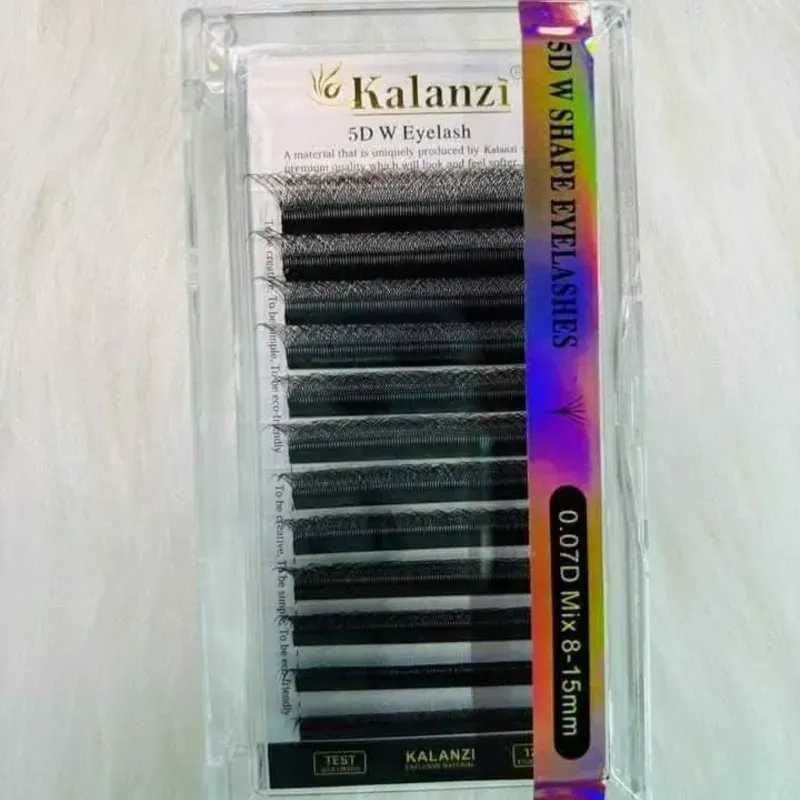 Kalanzi®
5D W Eyelash
A material that is uniquely produced by Kalanzi
premium quality which will look and feel softer
To be creative, To be simple, To be eco-friendly
To be creative, To be simple, To be eco-friendly
5D W SHAPE EYELASHES
0.07D Mix 8-15mm
TEST
KALANZI
EXCLUSIVE MATERIAL